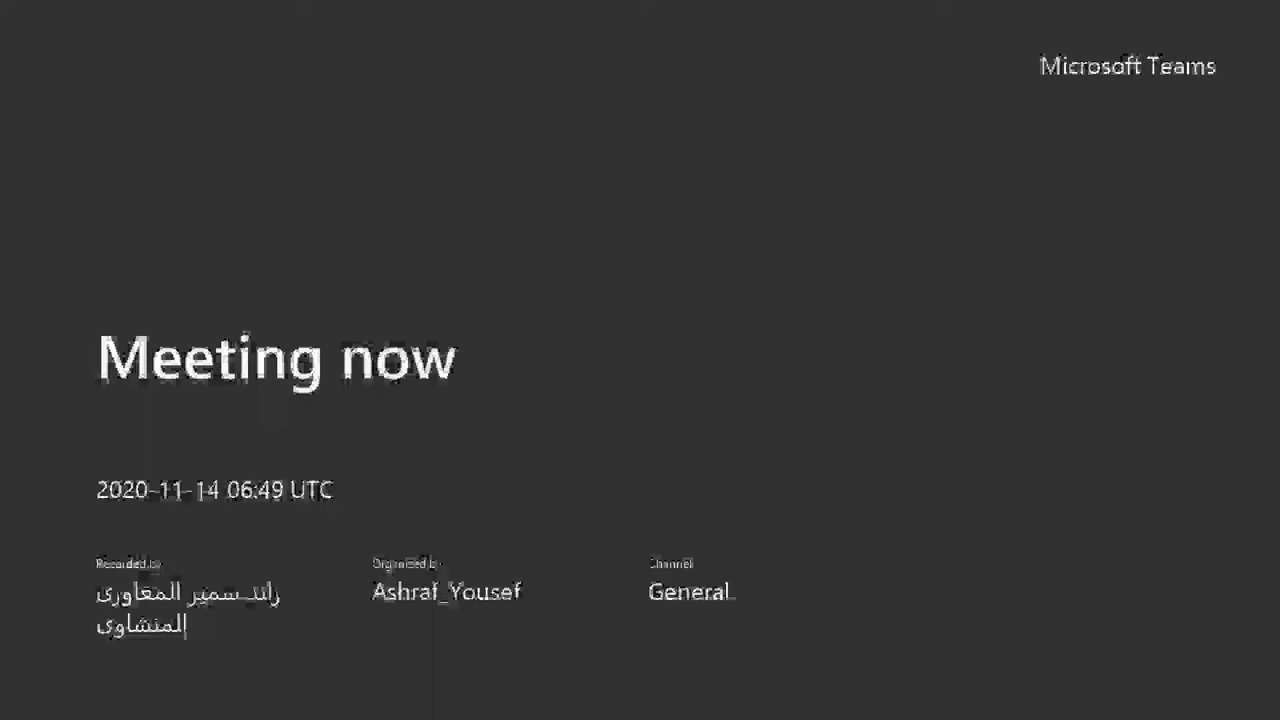 Microsoft Teams
Meeting now
2020-11-14 06:49 UTC
Recorded by
Organized by
Channel
سمير المغاورى
Ashraf_Yousef
General
المنشاوى